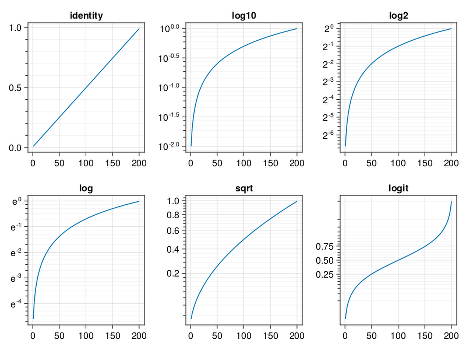 identity
log10
log2
1.0
0.5
0.0
0 50 100 150 200
10^0.0
10^-0.5
10^-1.0
10^-1.5
10^-2.0
0 50 100 150 200
2^0
2^-1
2^-2
2^-3
2^-4
2^-5
2^-6
0 50 100 150 200
log
sqrt
logit
e^0
e^-1
e^-2
e^-3
e^-4
0 50 100 150 200
1.0
0.8
0.6
0.4
0.2
0 50 100 150 200
0.75
0.50
0.25
0 50 100 150 200